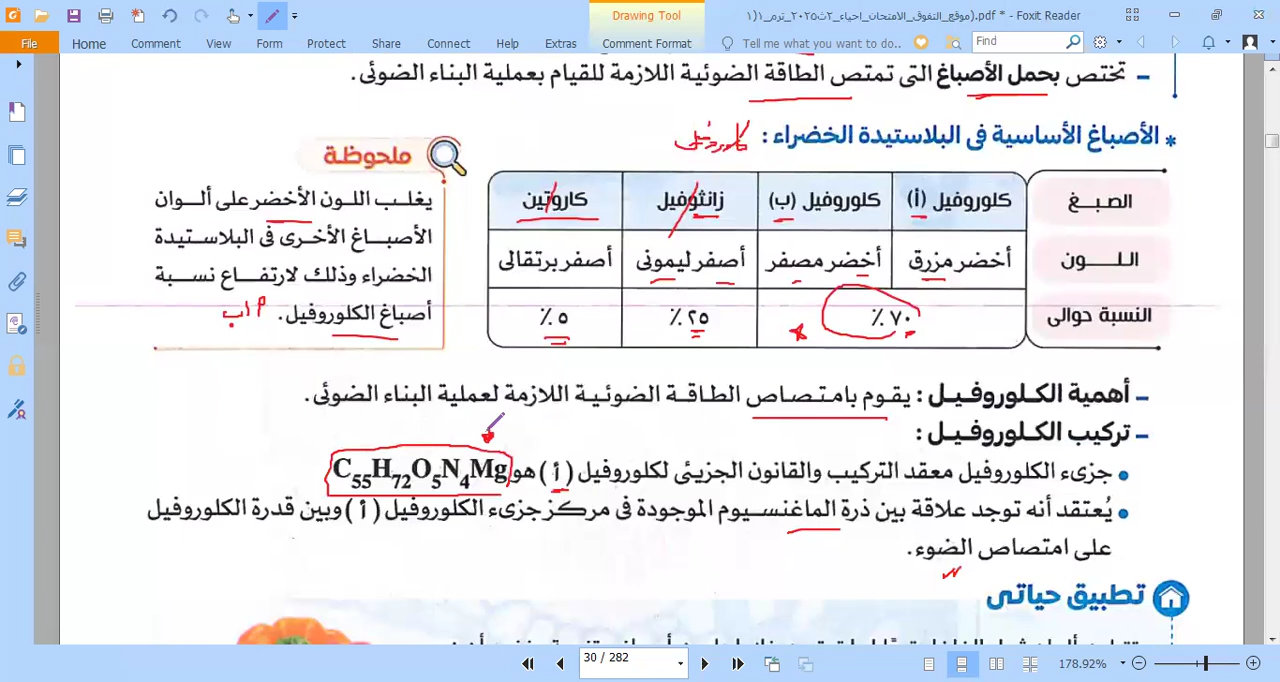 Drawing Tool
(موقع_التفوق_الامتحان_احياء_٢ث٢٠٢٥_ترم_١(١.pdf * - Foxit Reader
File Home Comment View Form Protect Share Connect Help Extras Comment Format Tell me what you want to do.. Find
– تختص بحمل الأصباغ التى تمتص الطاقة الضوئية اللازمة للقيام بعملية البناء الضوئى.
* الأصباغ الأساسية فى البلاستيدة الخضراء : كلوروفيل
الصبـــغ كلوروفيل (أ) كلوروفيل (ب) زانثوفيل كاروتين
اللـــــون أخضر مزرق أخضر مصفر أصفر ليمونى أصفر برتقالى
النسبة حوالى ٧٠٪ ٢٥٪ ٥٪
ملحوظة
يغلب اللون الأخضر على ألوان
الأصباغ الأخرى فى البلاستيدة
الخضراء وذلك لارتفاع نسبة
أصباغ الكلوروفيل. أ ، ب
– أهمية الكلوروفيل : يقوم بامتصاص الطاقة الضوئية اللازمة لعملية البناء الضوئى.
– تركيب الكلوروفيل :
• جزىء الكلوروفيل معقد التركيب والقانون الجزيئى لكلوروفيل (أ) هو C₅₅H₇₂O₅N₄Mg
• يُعتقد أنه توجد علاقة بين ذرة الماغنسيوم الموجودة فى مركز جزىء الكلوروفيل (أ) وبين قدرة الكلوروفيل
على امتصاص الضوء.
تطبيق حياتى
30 / 282
178.92%